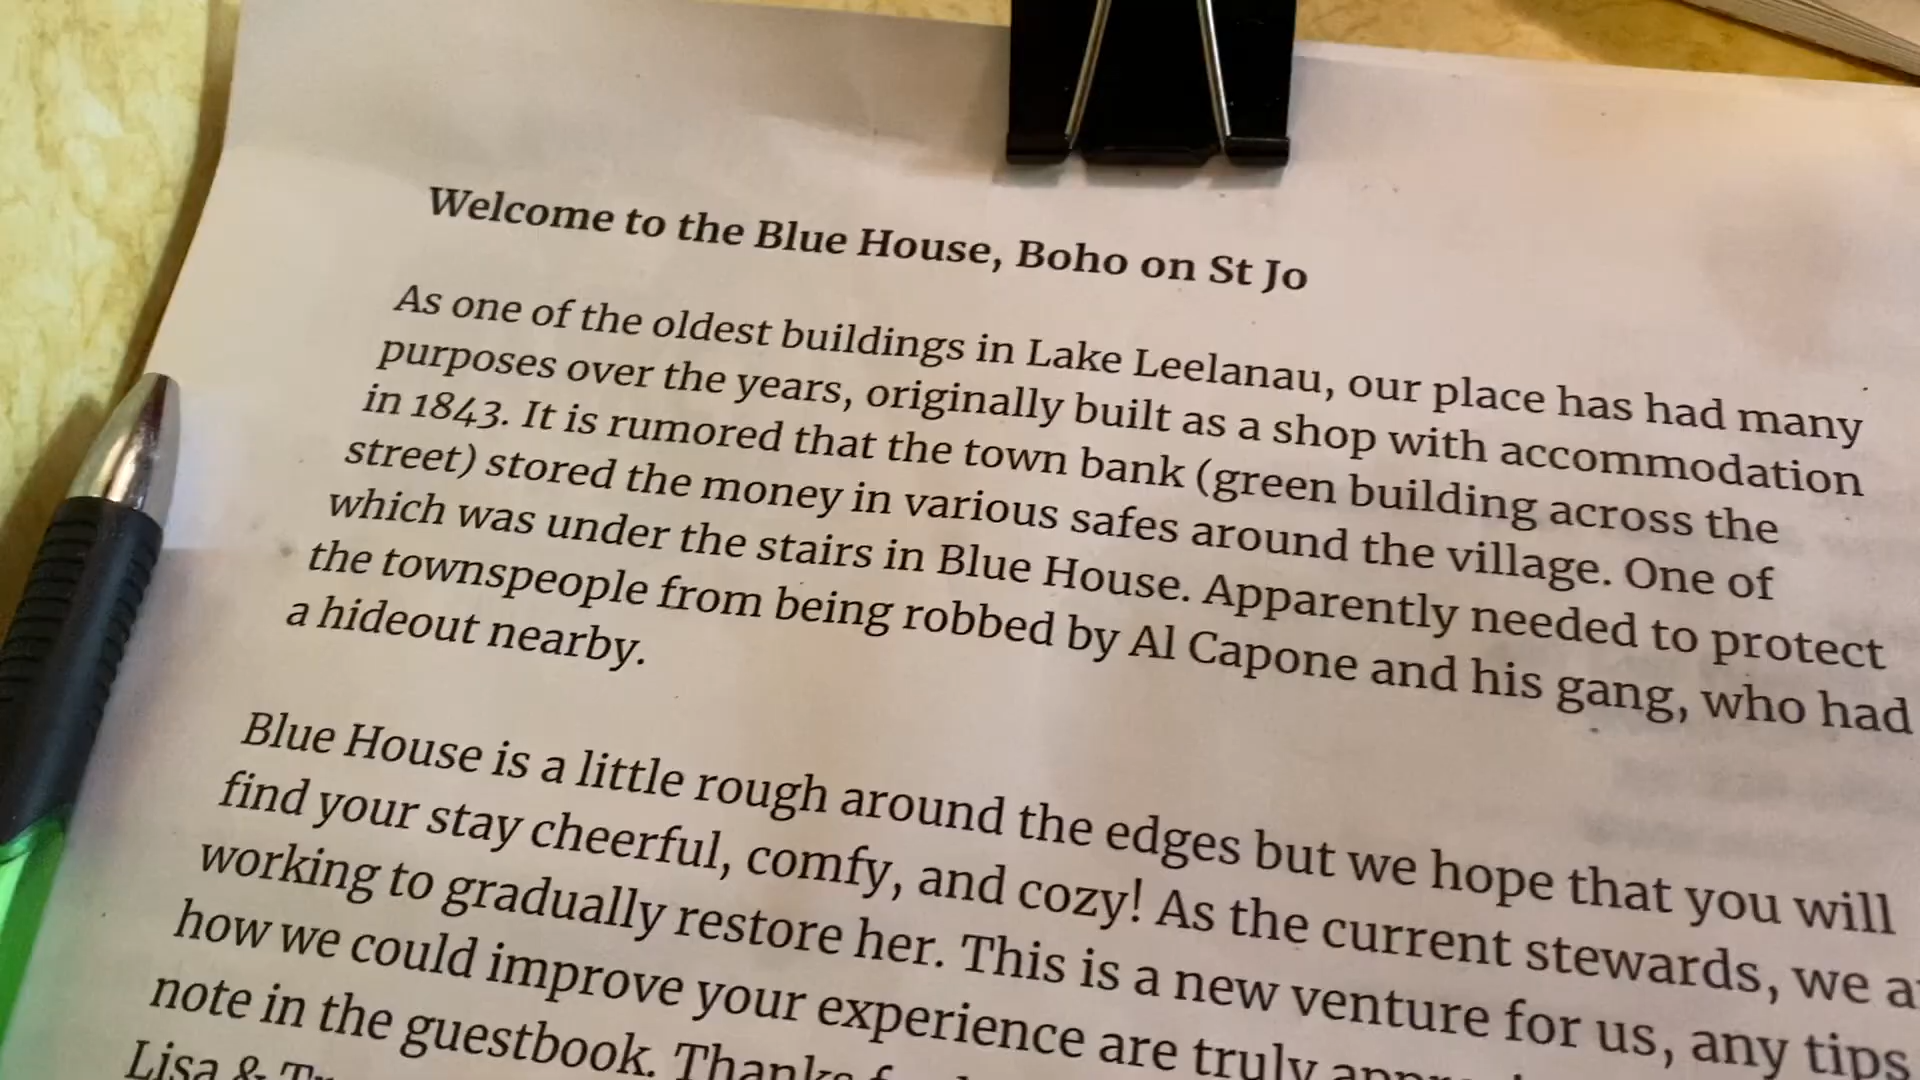 Welcome to the Blue House, Boho on St Jo
As one of the oldest buildings in Lake Leelanau, our place has had many
purposes over the years, originally built as a shop with accommodation
in 1843. It is rumored that the town bank (green building across the
street) stored the money in various safes around the village. One of
which was under the stairs in Blue House. Apparently needed to protect
the townspeople from being robbed by Al Capone and his gang, who had
a hideout nearby.
Blue House is a little rough around the edges but we hope that you will
find your stay cheerful, comfy, and cozy! As the current stewards, we
working to gradually restore her. This is a new venture for us, any tips
how we could improve your experience are truly
note in the guestbook. Thanks
Lisa &